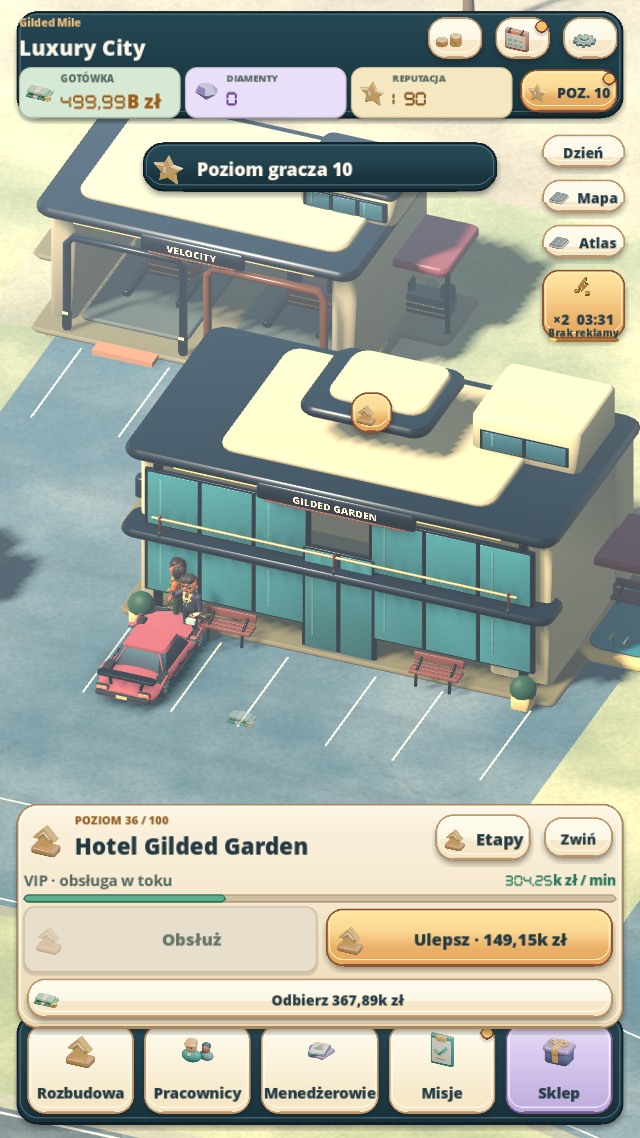 Gilded Mile
Luxury City
GOTÓWKA
499,99B zł
DIAMENTY
0
REPUTACJA
190
POZ. 10
Poziom gracza 10
Dzień
Mapa
Atlas
×2 03:31
Brak reklamy
VELOCITY
GILDED GARDEN
POZIOM 36 / 100
Hotel Gilded Garden
Etapy
Zwiń
VIP · obsługa w toku
304,25k zł / min
Obsłuż
Ulepsz · 149,15k zł
Odbierz 367,89k zł
Rozbudowa
Pracownicy
Menedżerowie
Misje
Sklep